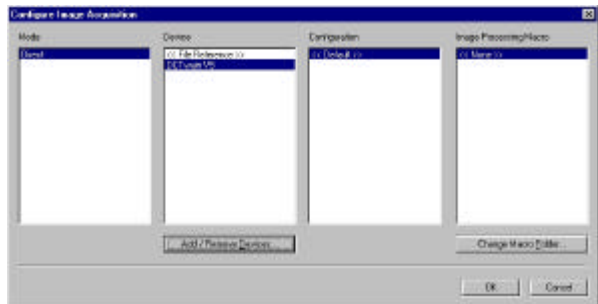 Configure Image Acquisition
Mode
Device
Configuration
Image Processing Macro
Direct
<< File Reference >>
<< Default >>
<< None >>
Add / Remove Devices...
Change Macro Folder...
OK
Cancel